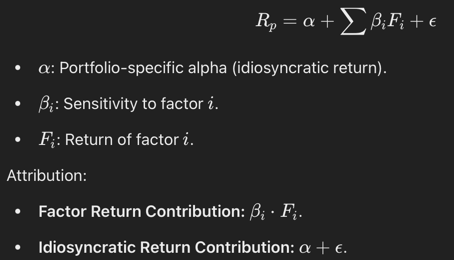 R_p = α + ∑ β_i F_i + ϵ
• α: Portfolio-specific alpha (idiosyncratic return).
• β_i: Sensitivity to factor i.
• F_i: Return of factor i.
Attribution:
• Factor Return Contribution: β_i · F_i.
• Idiosyncratic Return Contribution: α + ϵ.